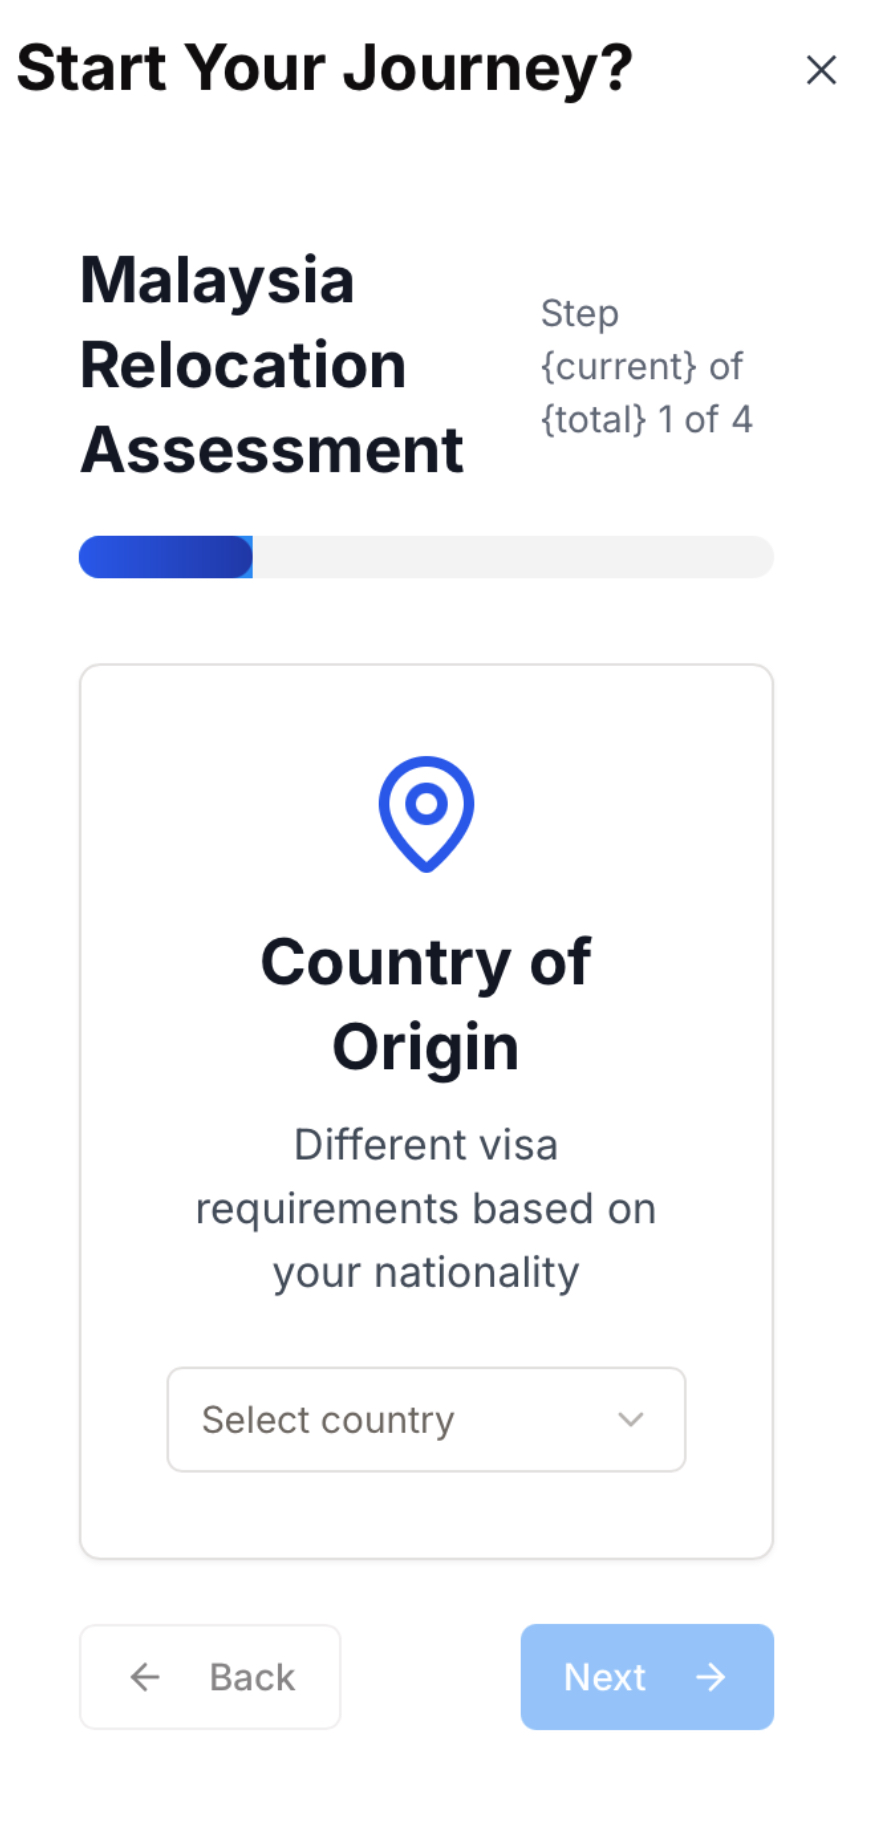 Start Your Journey?
Malaysia
Relocation
Assessment
Step
{current} of
{total} 1 of 4
Country of
Origin
Different visa
requirements based on
your nationality
Select country
Back
Next